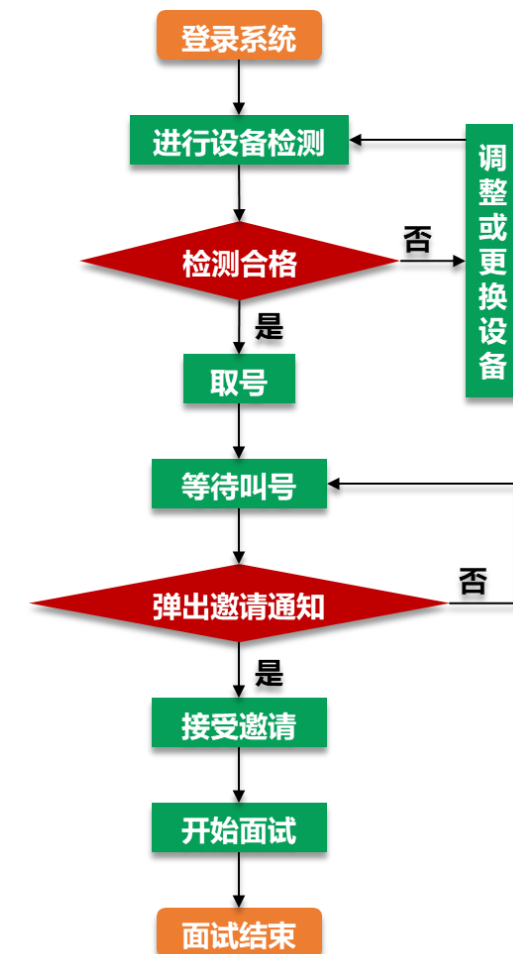 登录系统
进行设备检测
调整或更换设备
检测合格
否
是
取号
等待叫号
弹出邀请通知
否
是
接受邀请
开始面试
面试结束